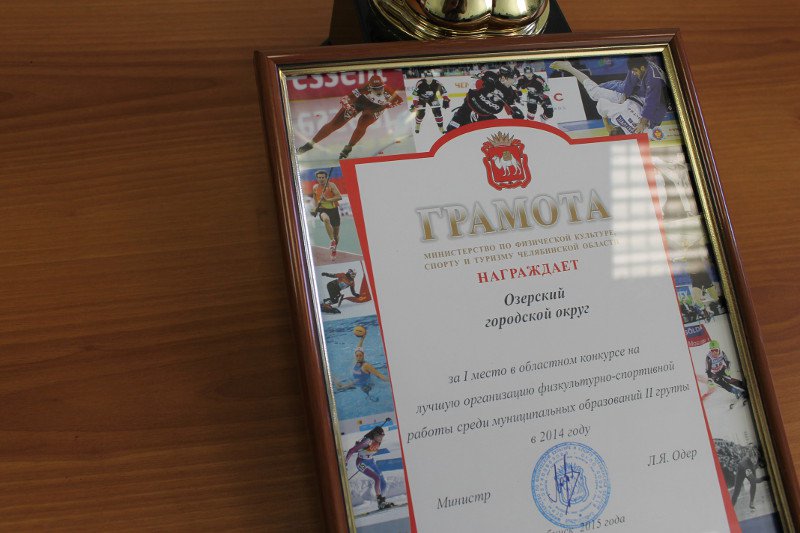 essent
ГРАМОТА
МИНИСТЕРСТВО ПО ФИЗИЧЕСКОЙ КУЛЬТУРЕ,
СПОРТУ И ТУРИЗМУ ЧЕЛЯБИНСКОЙ ОБЛАСТИ
НАГРАЖДАЕТ
Озерский
городской округ
за I место в областном конкурсе на
лучшую организацию физкультурно-спортивной
работы среди муниципальных образований II группы
в 2014 году
Министр
Л.Я. Одер
2015 года